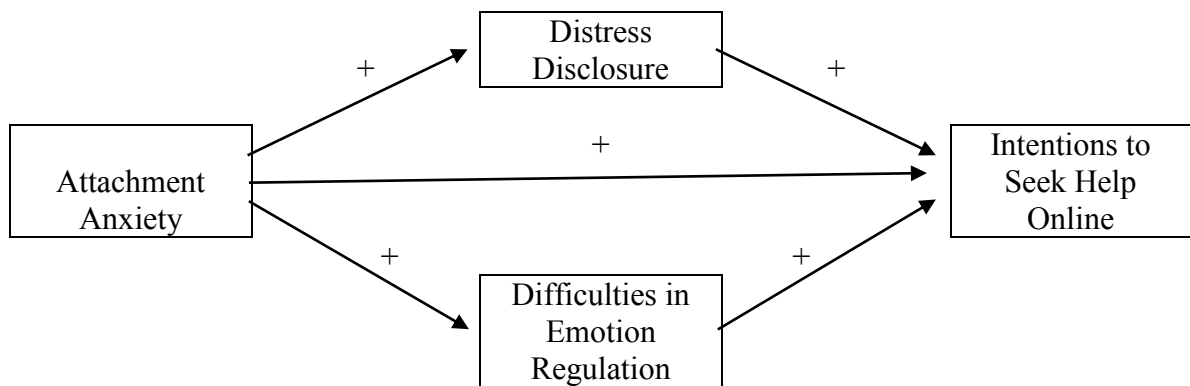 Distress
Disclosure
+
+
+
Attachment
Anxiety
Intentions to
Seek Help
Online
+
+
Difficulties in
Emotion
Regulation